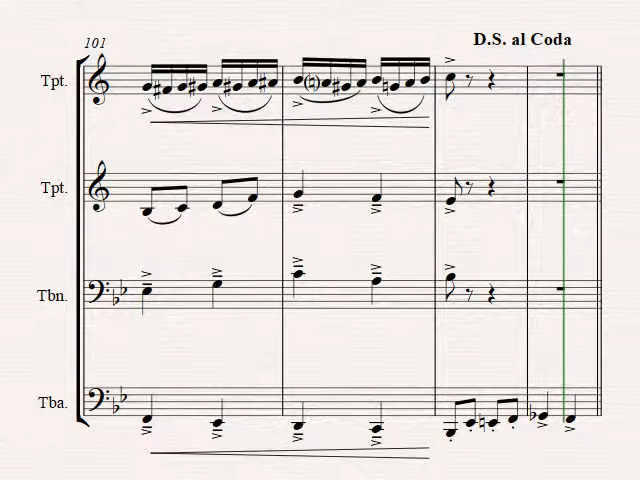 D.S. al Coda
101
Tpt.
Tpt.
Tbn.
Tba.